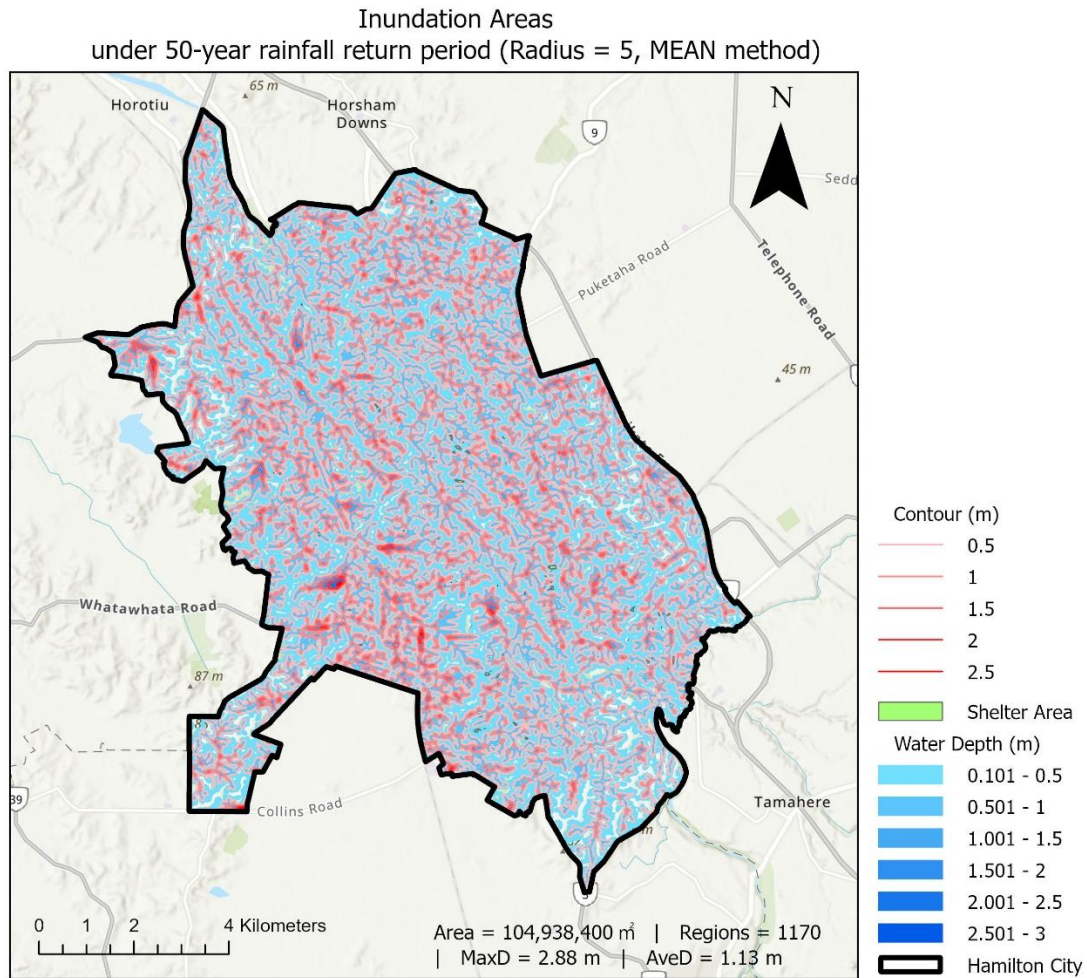 Inundation Areas
under 50-year rainfall return period (Radius = 5, MEAN method)
65 m
Horotiu
Horsham
Downs
N
9
Sedd
Puketaha Road
Telephone Road
45 m
Contour (m)
0.5
1
1.5
2
2.5
Shelter Area
Water Depth (m)
0.101 - 0.5
0.501 - 1
1.001 - 1.5
1.501 - 2
2.001 - 2.5
2.501 - 3
Hamilton City
Whatawhata Road
87 m
39
Collins Road
Tamahere
0 1 2 4 Kilometers
Area = 104,938,400 ㎡ | Regions = 1170
| MaxD = 2.88 m | AveD = 1.13 m